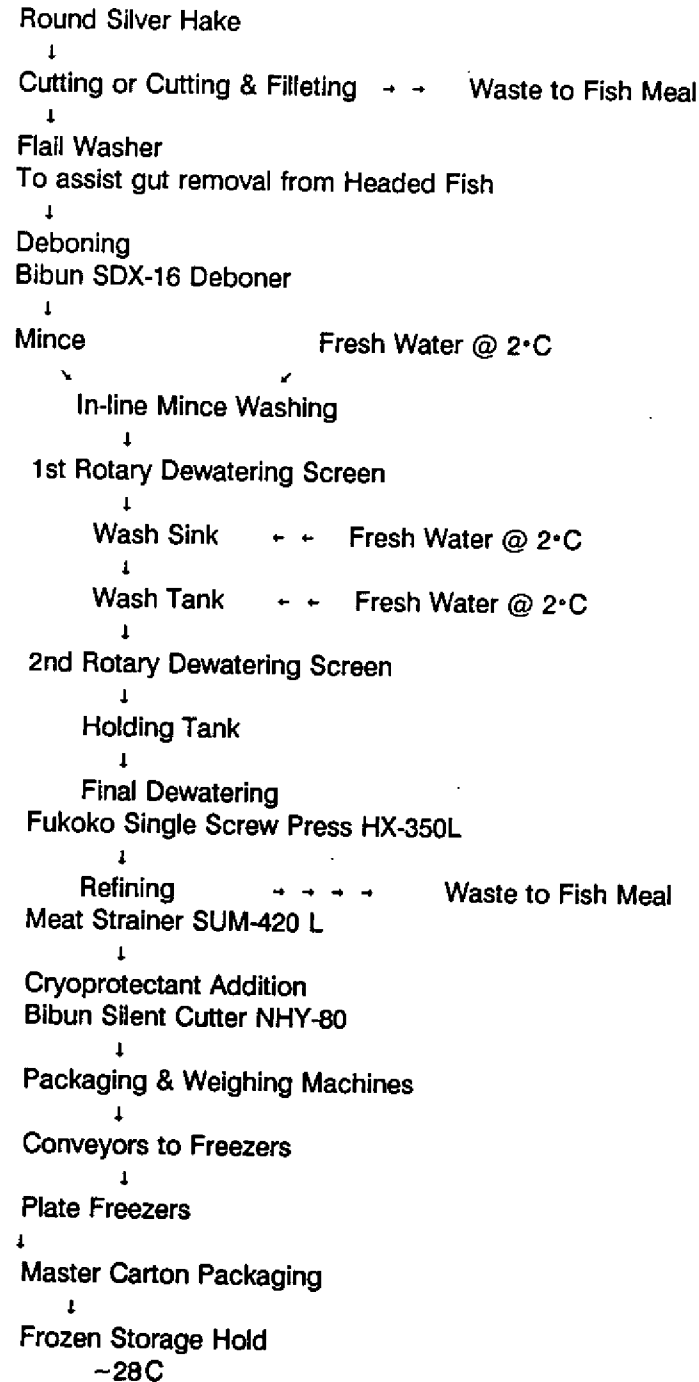 Round Silver Hake
↓
Cutting or Cutting & Filleting → → Waste to Fish Meal
↓
Flail Washer
To assist gut removal from Headed Fish
↓
Deboning
Bibun SDX-16 Deboner
↓
Mince Fresh Water @ 2°C
↘ ↙
In-line Mince Washing
↓
1st Rotary Dewatering Screen
↓
Wash Sink ← ← Fresh Water @ 2°C
↓
Wash Tank ← ← Fresh Water @ 2°C
↓
2nd Rotary Dewatering Screen
↓
Holding Tank
↓
Final Dewatering
Fukoko Single Screw Press HX-350L
↓
Refining → → → → Waste to Fish Meal
Meat Strainer SUM-420 L
↓
Cryoprotectant Addition
Bibun Silent Cutter NHY-80
↓
Packaging & Weighing Machines
↓
Conveyors to Freezers
↓
Plate Freezers
↓
Master Carton Packaging
↓
Frozen Storage Hold
~28C